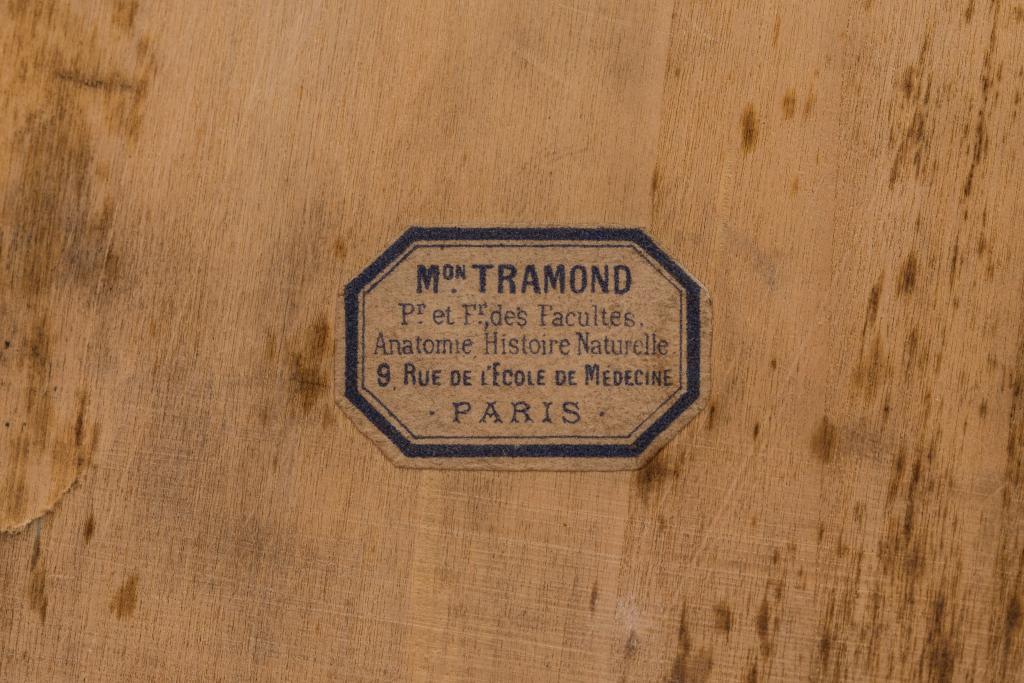 Mon. TRAMOND
Pr et Fr, des Facultés,
Anatomie, Histoire Naturelle
9, RUE DE L'ÉCOLE DE MÉDECINE
· PARIS ·